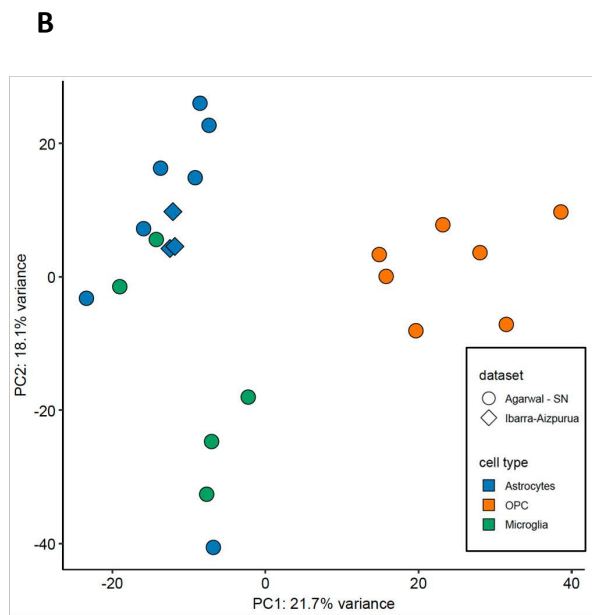 B
20
0
-20
-40
PC2: 18.1% variance
-20 0 20 40
PC1: 21.7% variance
dataset
Agarwal - SN
Ibarra-Aizpurua
cell type
Astrocytes
OPC
Microglia